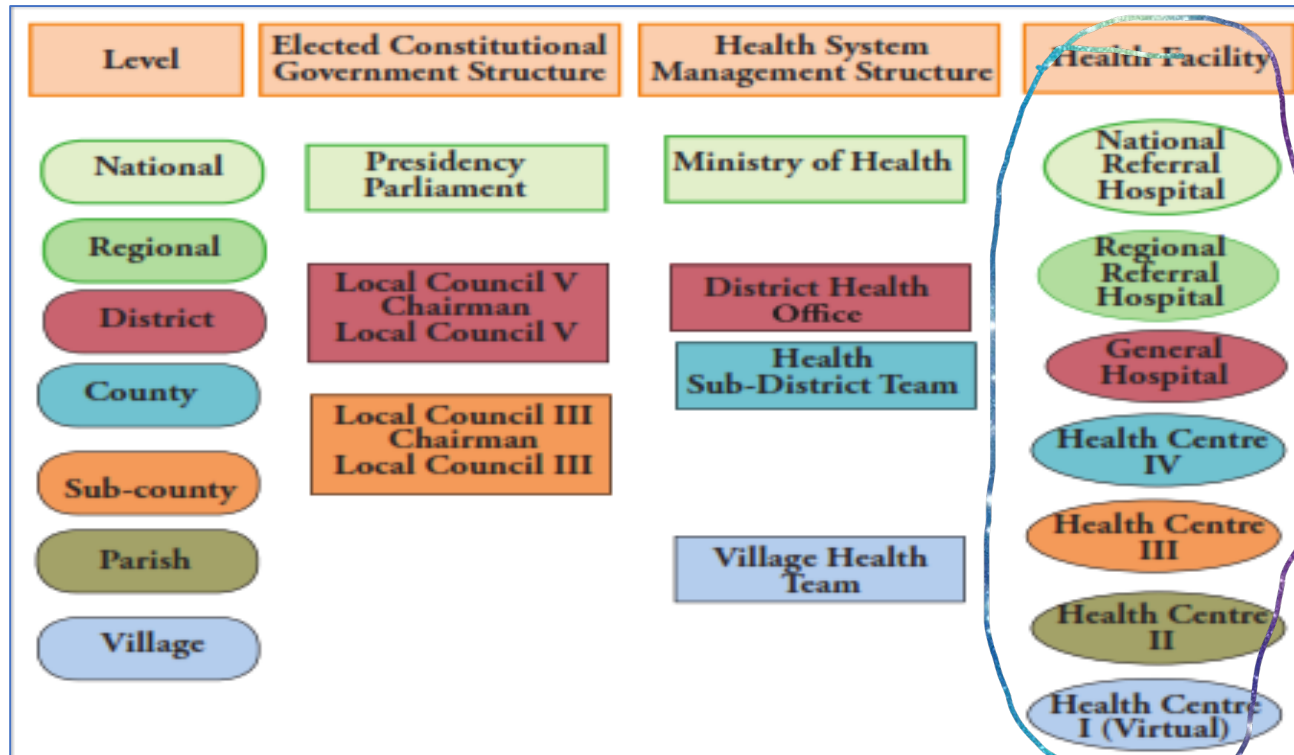 Level
Elected Constitutional
Government Structure
Health System
Management Structure
Health Facility
National
Presidency
Parliament
Ministry of Health
National
Referral
Hospital
Regional
Regional
Referral
Hospital
District
Local Council V
Chairman
Local Council V
District Health
Office
General
Hospital
County
Health
Sub-District Team
Health Centre
IV
Sub-county
Local Council III
Chairman
Local Council III
Health Centre
III
Parish
Health Centre
II
Village
Village Health
Team
Health Centre
I (Virtual)